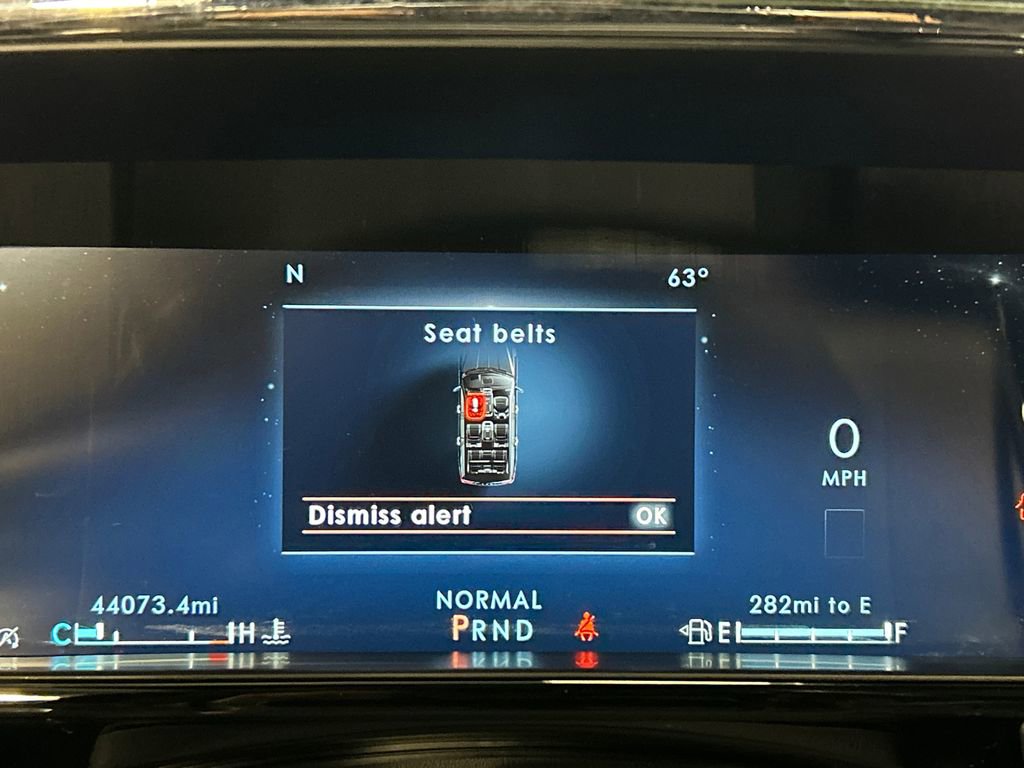 N
63°
Seat belts
Dismiss alert OK
0
MPH
44073.4mi
C H
NORMAL
PRND
282mi to E
E F